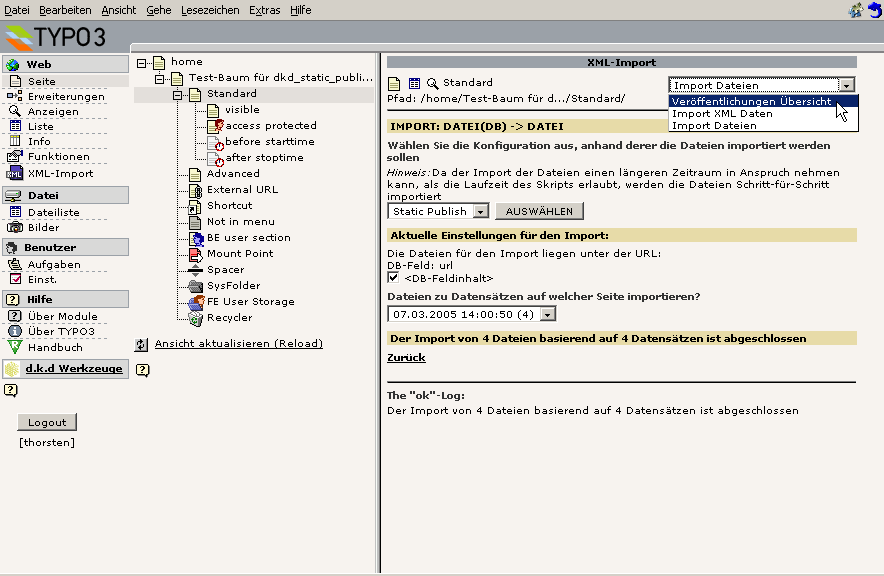 Datei Bearbeiten Ansicht Gehe Lesezeichen Extras Hilfe
TYPO3
Web
Seite
Erweiterungen
Anzeigen
Liste
Info
Funktionen
XML-Import
Datei
Dateiliste
Bilder
Benutzer
Aufgaben
Einst.
Hilfe
Über Module
Über TYPO3
Handbuch
d.k.d Werkzeuge
Logout
[thorsten]
home
Test-Baum für dkd_static_publi...
Standard
visible
access protected
before starttime
after stoptime
Advanced
External URL
Shortcut
Not in menu
BE user section
Mount Point
Spacer
SysFolder
FE User Storage
Recycler
Ansicht aktualisieren (Reload)
XML-Import
Standard
Import Dateien
Pfad: /home/Test-Baum für d.../Standard/
Veröffentlichungen Übersicht
Import XML Daten
Import Dateien
IMPORT: DATEI(DB) -> DATEI
Wählen Sie die Konfiguration aus, anhand derer die Dateien importiert werden
sollen
Hinweis: Da der Import der Dateien einen längeren Zeitraum in Anspruch nehmen
kann, als die Laufzeit des Skripts erlaubt, werden die Dateien Schritt-für-Schritt
importiert
Static Publish AUSWÄHLEN
Aktuelle Einstellungen für den Import:
Die Dateien für den Import liegen unter der URL:
DB-Feld: url
<DB-Feldinhalt>
Dateien zu Datensätzen auf welcher Seite importieren?
07.03.2005 14:00:50 (4)
Der Import von 4 Dateien basierend auf 4 Datensätzen ist abgeschlossen
Zurück
The "ok"-Log:
Der Import von 4 Dateien basierend auf 4 Datensätzen ist abgeschlossen